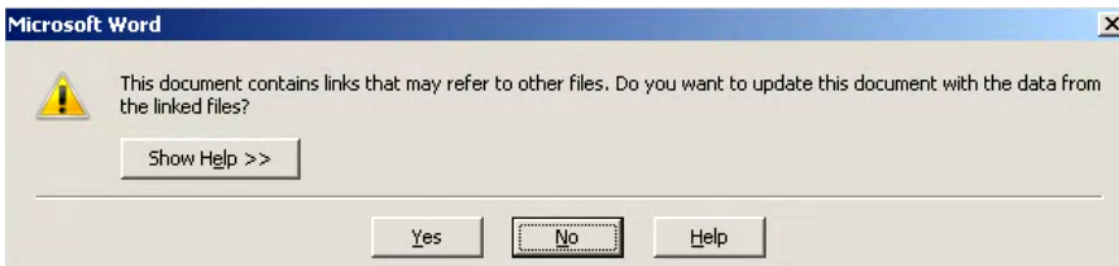 Microsoft Word
This document contains links that may refer to other files. Do you want to update this document with the data from
the linked files?
Show Help >>
Yes No Help